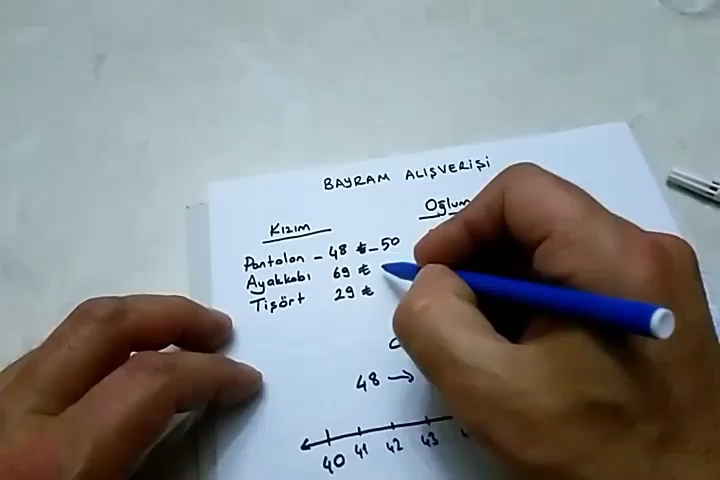 BAYRAM ALIŞVERİŞİ
Kızım
Pantolon - 48 ₺ - 50
Ayakkabı 69 ₺
Tişört 29 ₺
Oğlum
48 →
40 41 42 43